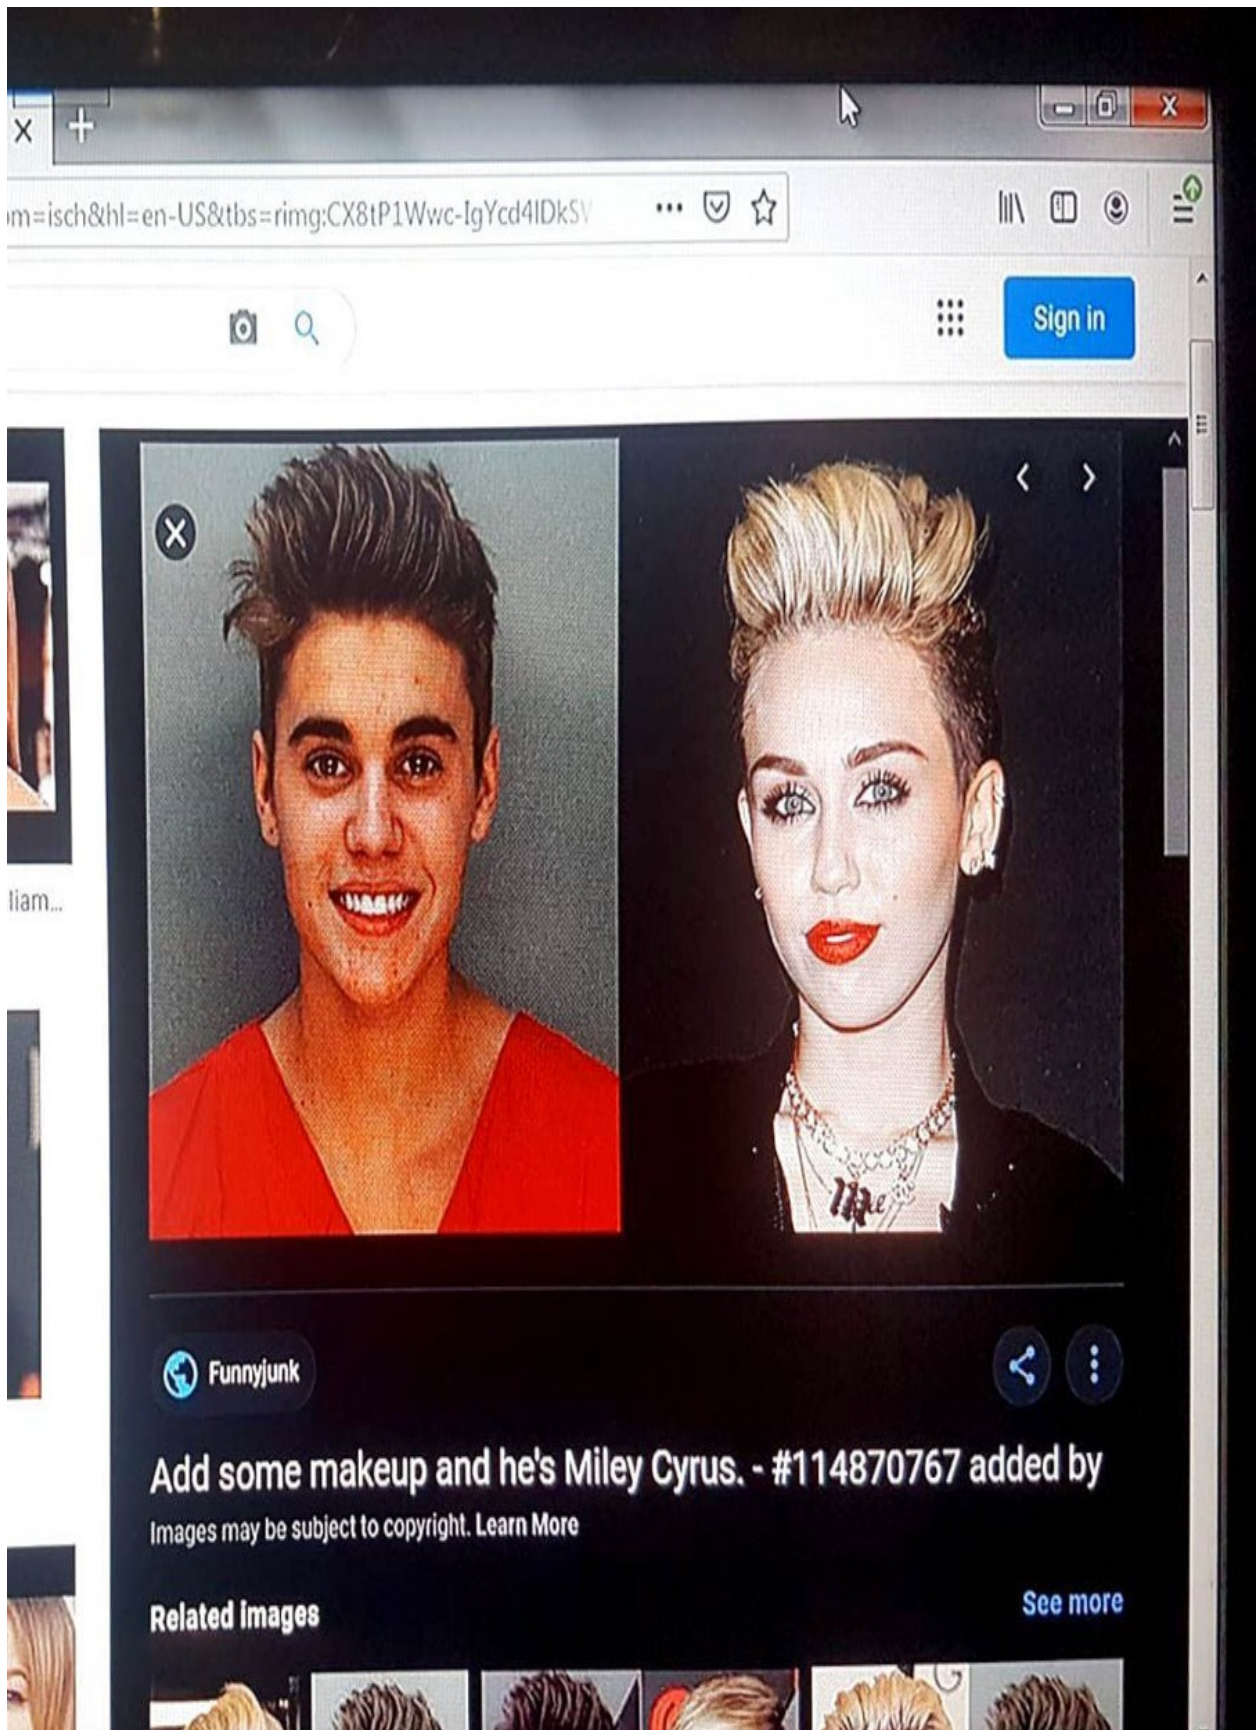 m=isch&hl=en-US&tbs=rimg:CX8tP1Wwc-IgYcd4IDkSV
Sign in
liam...
Funnyjunk
Add some makeup and he's Miley Cyrus. - #114870767 added by
Images may be subject to copyright. Learn More
Related images
See more
G